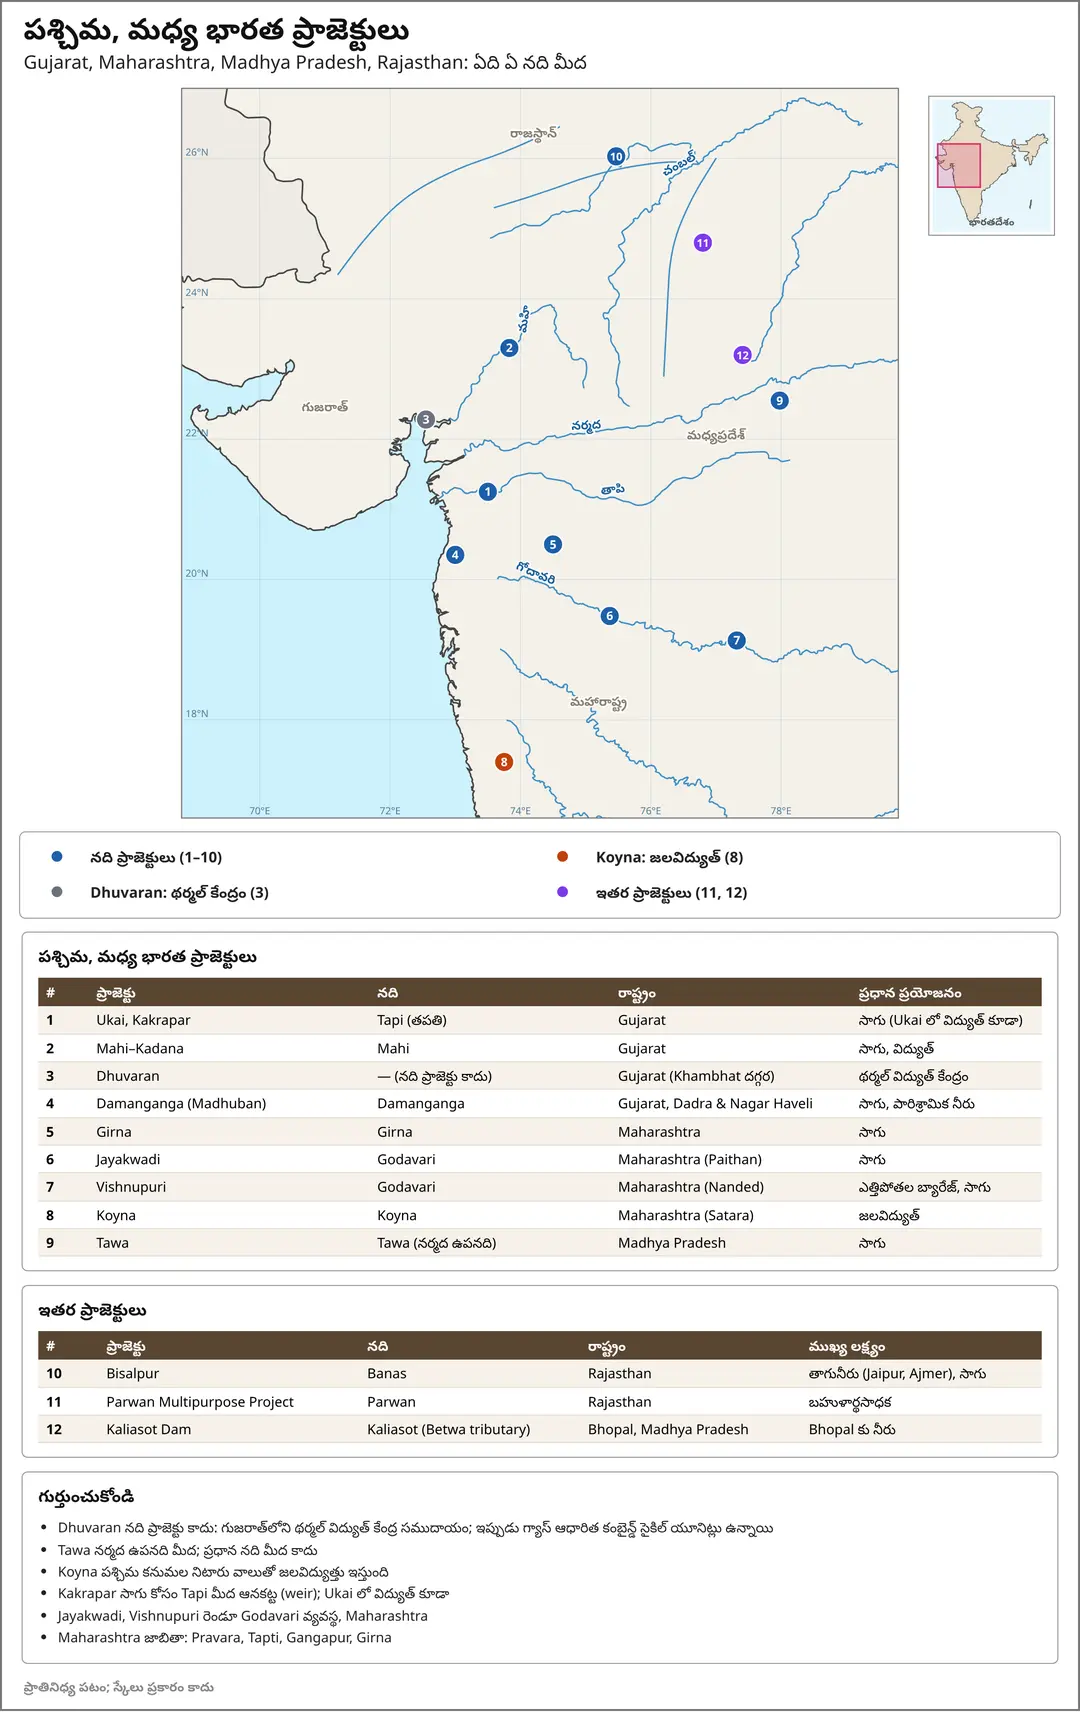 పశ్చిమ, మధ్య భారత ప్రాజెక్టులు
Gujarat, Maharashtra, Madhya Pradesh, Rajasthan: ఏది ఏ నది మీద
రాజస్థాన్
26°N
10
చంబల్
భారతదేశం
11
24°N
మహి
2
12
9
గుజరాత్
3
22°N
నర్మద
మధ్యప్రదేశ్
1
తాపి
4
5
20°N
గోదావరి
6
7
మహారాష్ట్ర
18°N
8
70°E 72°E 74°E 76°E 78°E
నది ప్రాజెక్టులు (1–10)
Koyna: జలవిద్యుత్ (8)
Dhuvaran: థర్మల్ కేంద్రం (3)
ఇతర ప్రాజెక్టులు (11, 12)
పశ్చిమ, మధ్య భారత ప్రాజెక్టులు
# ప్రాజెక్టు నది రాష్ట్రం ప్రధాన ప్రయోజనం
1 Ukai, Kakrapar Tapi (తపతి) Gujarat సాగు (Ukai లో విద్యుత్ కూడా)
2 Mahi–Kadana Mahi Gujarat సాగు, విద్యుత్
3 Dhuvaran — (నది ప్రాజెక్టు కాదు) Gujarat (Khambhat దగ్గర) థర్మల్ విద్యుత్ కేంద్రం
4 Damanganga (Madhuban) Damanganga Gujarat, Dadra & Nagar Haveli సాగు, పారిశ్రామిక నీరు
5 Girna Girna Maharashtra సాగు
6 Jayakwadi Godavari Maharashtra (Paithan) సాగు
7 Vishnupuri Godavari Maharashtra (Nanded) ఎత్తిపోతల బ్యారేజ్, సాగు
8 Koyna Koyna Maharashtra (Satara) జలవిద్యుత్
9 Tawa Tawa (నర్మద ఉపనది) Madhya Pradesh సాగు
ఇతర ప్రాజెక్టులు
# ప్రాజెక్టు నది రాష్ట్రం ముఖ్య లక్ష్యం
10 Bisalpur Banas Rajasthan తాగునీరు (Jaipur, Ajmer), సాగు
11 Parwan Multipurpose Project Parwan Rajasthan బహుళార్థసాధక
12 Kaliasot Dam Kaliasot (Betwa tributary) Bhopal, Madhya Pradesh Bhopal కు నీరు
గుర్తుంచుకోండి
• Dhuvaran నది ప్రాజెక్టు కాదు: గుజరాత్‌లోని థర్మల్ విద్యుత్ కేంద్ర సముదాయం; ఇప్పుడు గ్యాస్ ఆధారిత కంబైన్డ్ సైకిల్ యూనిట్లు ఉన్నాయి
• Tawa నర్మద ఉపనది మీద; ప్రధాన నది మీద కాదు
• Koyna పశ్చిమ కనుమల నిటారు వాలుతో జలవిద్యుత్తు ఇస్తుంది
• Kakrapar సాగు కోసం Tapi మీద ఆనకట్ట (weir); Ukai లో విద్యుత్ కూడా
• Jayakwadi, Vishnupuri రెండూ Godavari వ్యవస్థ, Maharashtra
• Maharashtra జాబితా: Pravara, Tapti, Gangapur, Girna
ప్రాతినిధ్య పటం; స్కేలు ప్రకారం కాదు